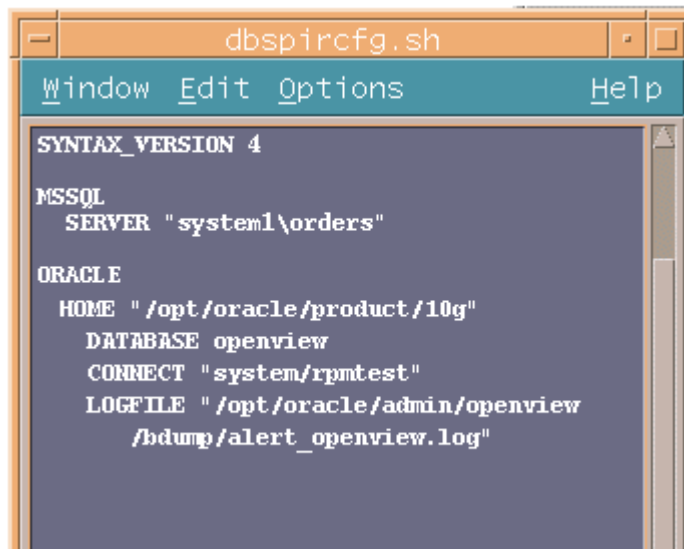 dbspircfg.sh
Window Edit Options Help
SYNTAX_VERSION 4
MSSQL
SERVER "system1\orders"
ORACLE
HOME "/opt/oracle/product/10g"
DATABASE openview
CONNECT "system/rpmtest"
LOGFILE "/opt/oracle/admin/openview
/bdump/alert_openview.log"